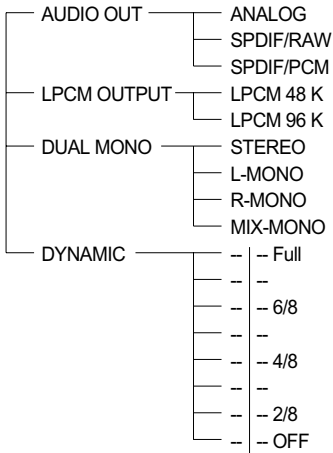 AUDIO OUT ANALOG
SPDIF/RAW
SPDIF/PCM
LPCM OUTPUT LPCM 48 K
LPCM 96 K
DUAL MONO STEREO
L-MONO
R-MONO
MIX-MONO
DYNAMIC -- -- Full
-- --
-- -- 6/8
-- --
-- -- 4/8
-- --
-- -- 2/8
-- -- OFF